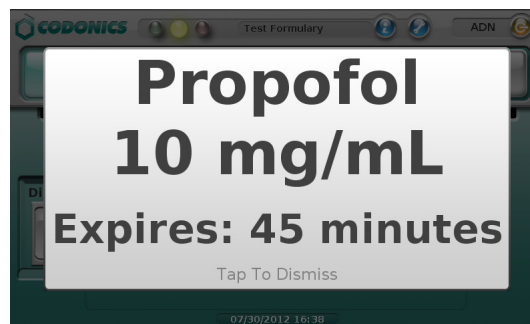 CODONICS
Test Formulary
ADN
Propofol
10 mg/mL
Expires: 45 minutes
Di
Tap To Dismiss
07/30/2012 16:38